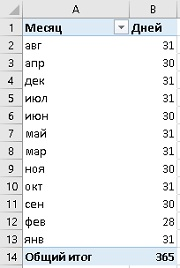 A B
1 Месяц Дней
2 авг 31
3 апр 30
4 дек 31
5 июл 31
6 июн 30
7 май 31
8 мар 31
9 ноя 30
10 окт 31
11 сен 30
12 фев 28
13 янв 31
14 Общий итог 365